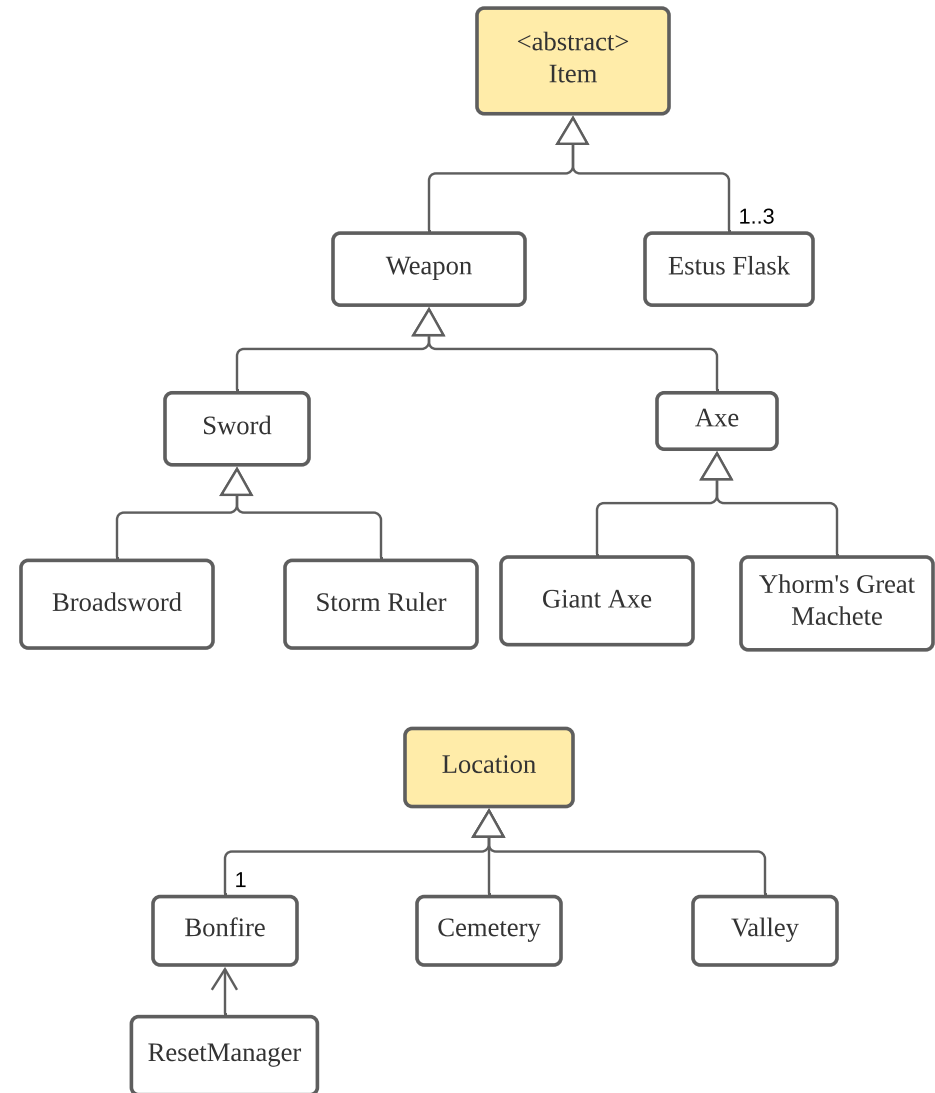 <abstract>
Item
1..3
Weapon
Estus Flask
Sword
Axe
Broadsword
Storm Ruler
Giant Axe
Yhorm's Great
Machete
Location
1
Bonfire
Cemetery
Valley
ResetManager